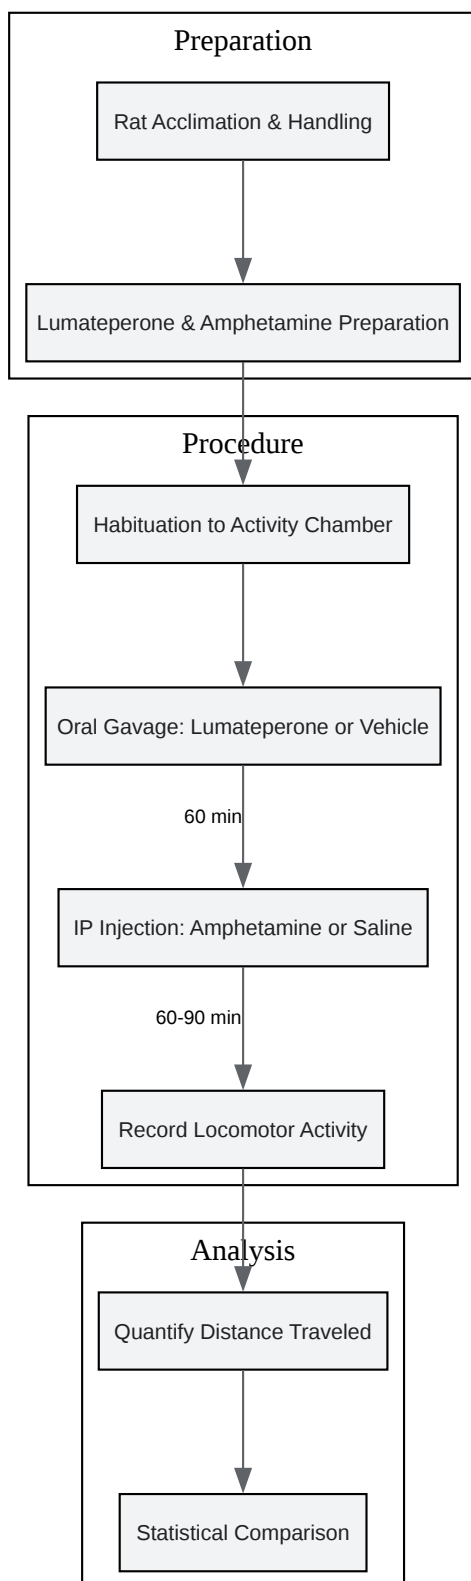 Preparation
Rat Acclimation & Handling
Lumateperone & Amphetamine Preparation
Procedure
Habituation to Activity Chamber
Oral Gavage: Lumateperone or Vehicle
60 min
IP Injection: Amphetamine or Saline
60-90 min
Record Locomotor Activity
Analysis
Quantify Distance Traveled
Statistical Comparison